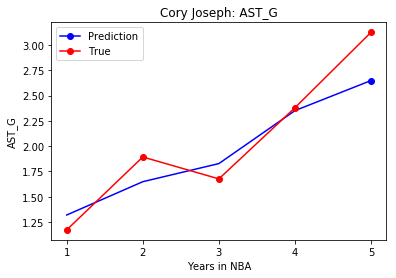 Cory Joseph: AST_G
Prediction
True
AST_G
3.00
2.75
2.50
2.25
2.00
1.75
1.50
1.25
1 2 3 4 5
Years in NBA